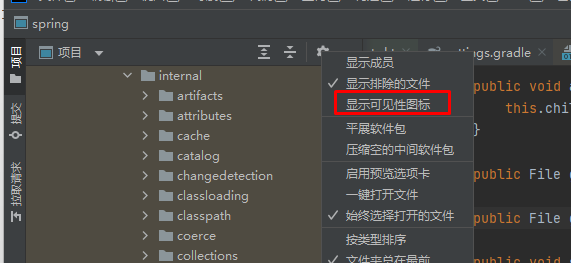 spring
项目
项目
提交
拉取请求
internal
artifacts
attributes
cache
catalog
changedetection
classloading
classpath
coerce
collections
显示成员
显示排除的文件
显示可见性图标
平展软件包
压缩空的中间软件包
启用预览选项卡
一键打开文件
始终选择打开的文件
按类型排序
文件夹总在最前
ttings.gradle
public void a
this.chil
}
public File
public File
public void a